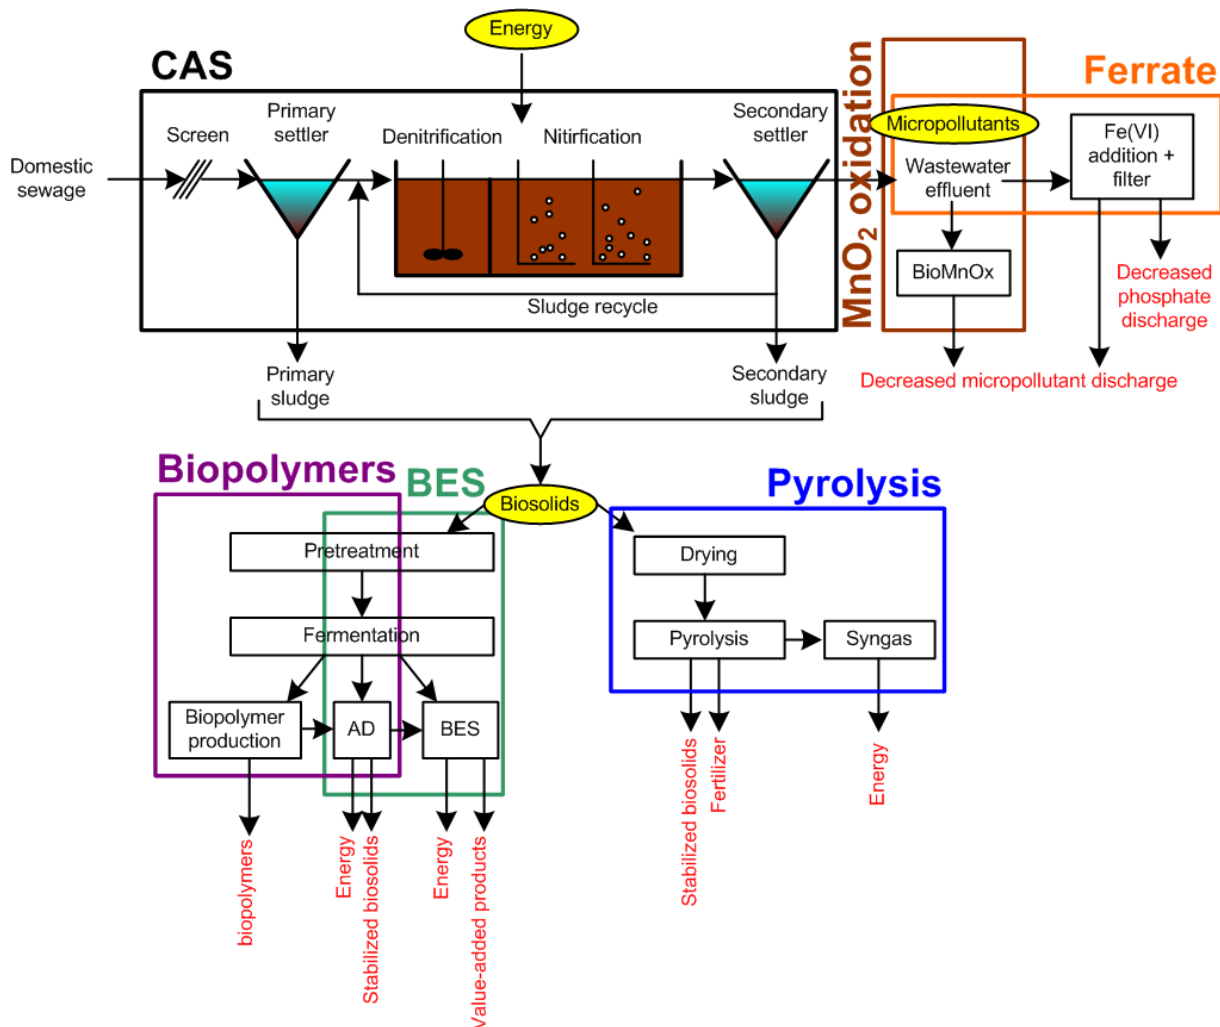 Energy
CAS
Ferrate
MnO2 oxidation
Screen
Primary
settler
Denitrification
Nitirfication
Secondary
settler
Micropollutants
Fe(VI)
addition +
filter
Domestic
sewage
Wastewater
effluent
BioMnOx
Decreased
phosphate
discharge
Sludge recycle
Primary
sludge
Secondary
sludge
Decreased micropollutant discharge
Biopolymers
BES
Pyrolysis
Biosolids
Pretreatment
Drying
Fermentation
Pyrolysis
Syngas
Biopolymer
production
AD
BES
biopolymers
Energy
Stabilized biosolids
Energy
Value-added products
Stabilized biosolids
Fertilizer
Energy